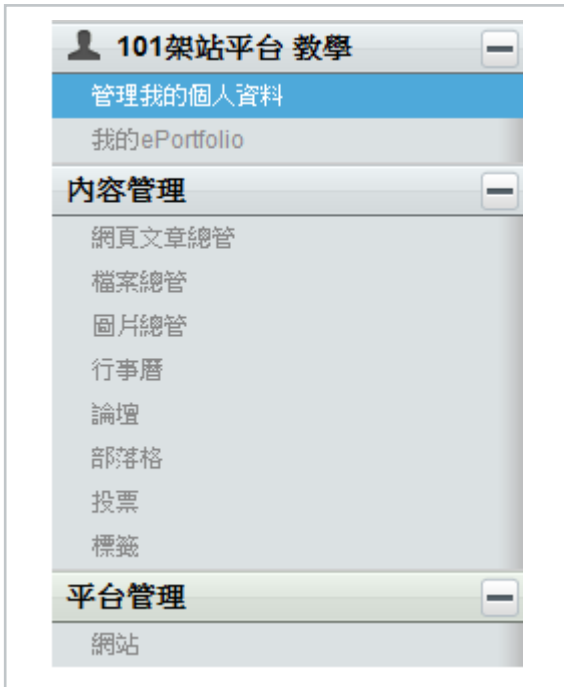 101架站平台 教學
管理我的個人資料
我的ePortfolio
內容管理
網頁文章總管
檔案總管
圖片總管
行事曆
論壇
部落格
投票
標籤
平台管理
網站